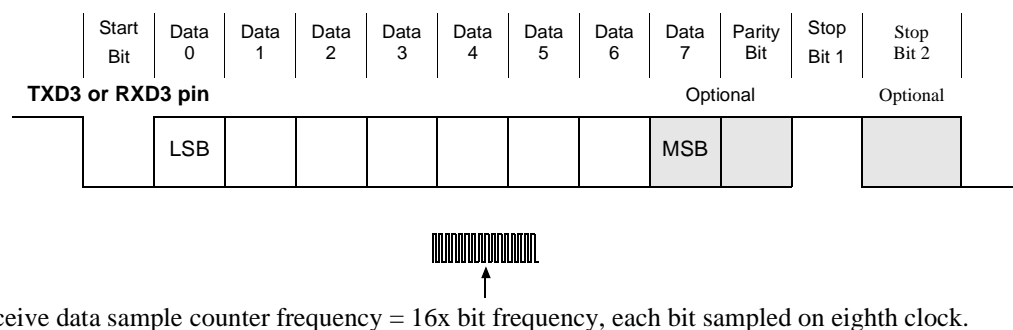 Start Data Data Data Data Data Data Data Data Parity Stop Stop
Bit 0 1 2 3 4 5 6 7 Bit Bit 1 Bit 2
TXD3 or RXD3 pin Optional Optional
LSB MSB
ceive data sample counter frequency = 16x bit frequency, each bit sampled on eighth clock.